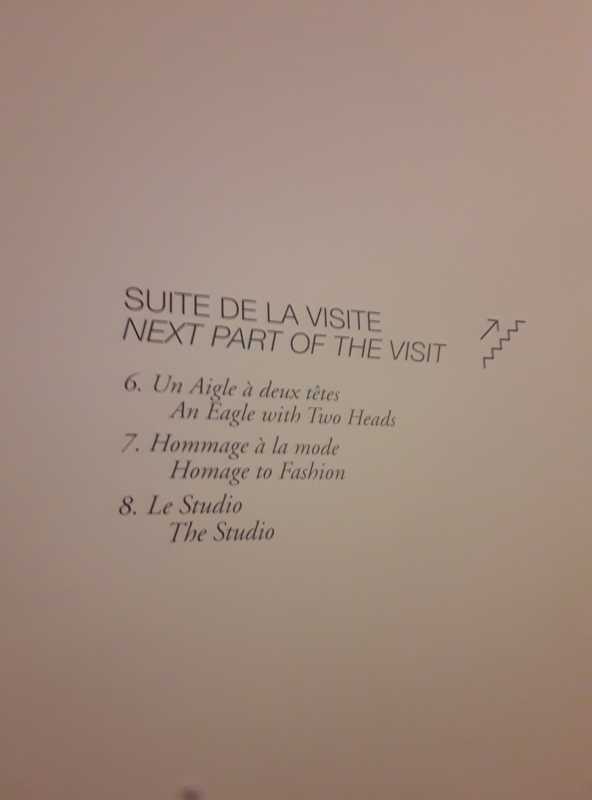 SUITE DE LA VISITE
NEXT PART OF THE VISIT
6. Un Aigle à deux têtes
An Eagle with Two Heads
7. Hommage à la mode
Homage to Fashion
8. Le Studio
The Studio